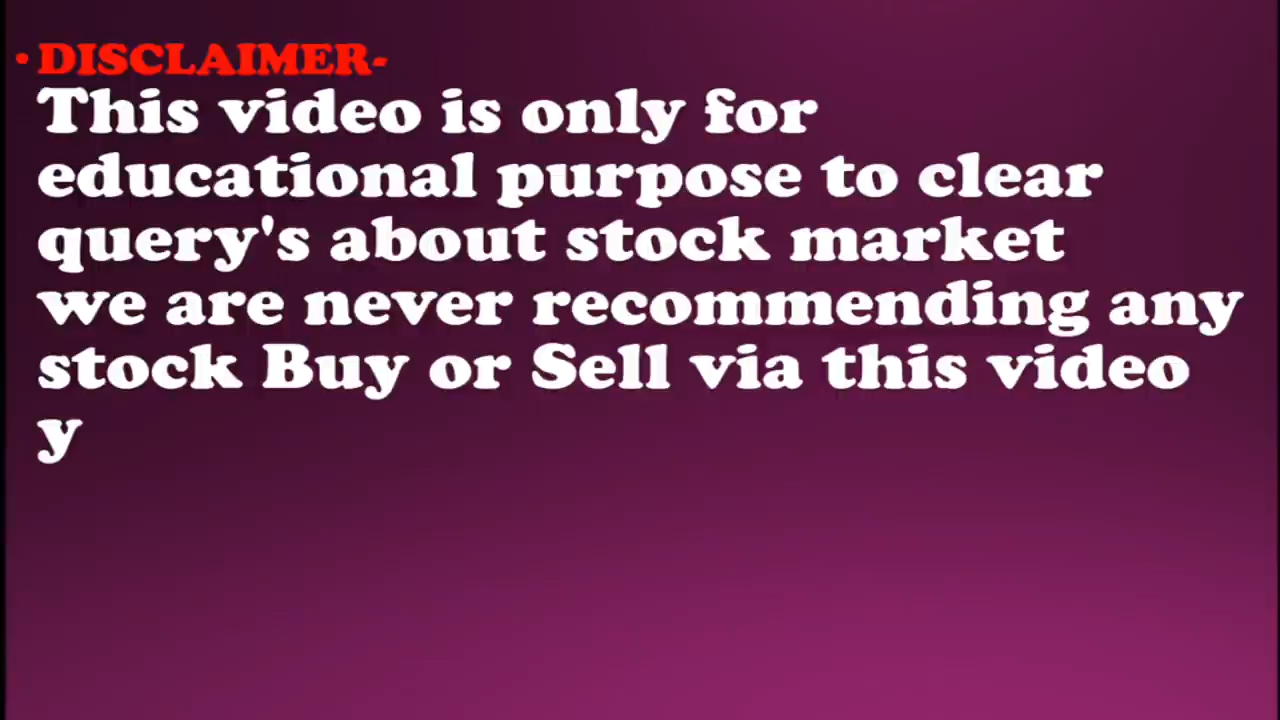 • DISCLAIMER-
This video is only for
educational purpose to clear
query's about stock market
we are never recommending any
stock Buy or Sell via this video
y